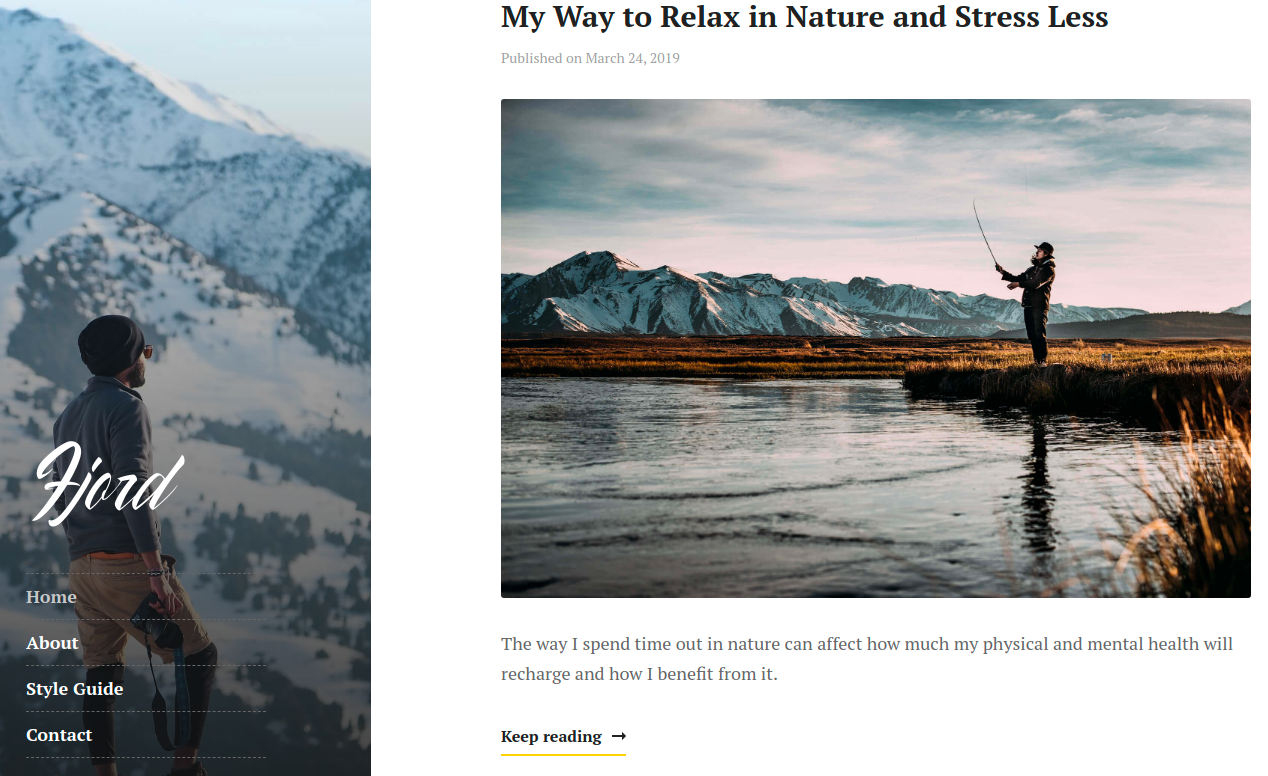 Fjord
Home
About
Style Guide
Contact
My Way to Relax in Nature and Stress Less
Published on March 24, 2019
The way I spend time out in nature can affect how much my physical and mental health will
recharge and how I benefit from it.
Keep reading